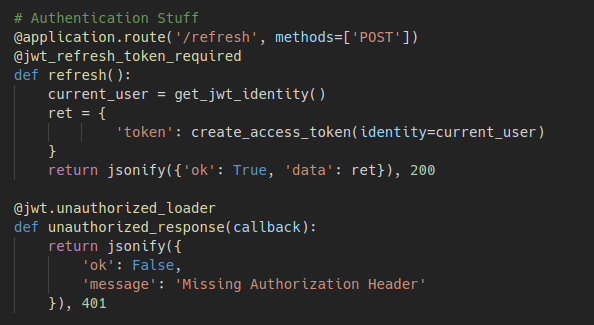 # Authentication Stuff
@application.route('/refresh', methods=['POST'])
@jwt_refresh_token_required
def refresh():
    current_user = get_jwt_identity()
    ret = {
            'token': create_access_token(identity=current_user)
    }
    return jsonify({'ok': True, 'data': ret}), 200

@jwt.unauthorized_loader
def unauthorized_response(callback):
    return jsonify({
        'ok': False,
        'message': 'Missing Authorization Header'
    }), 401